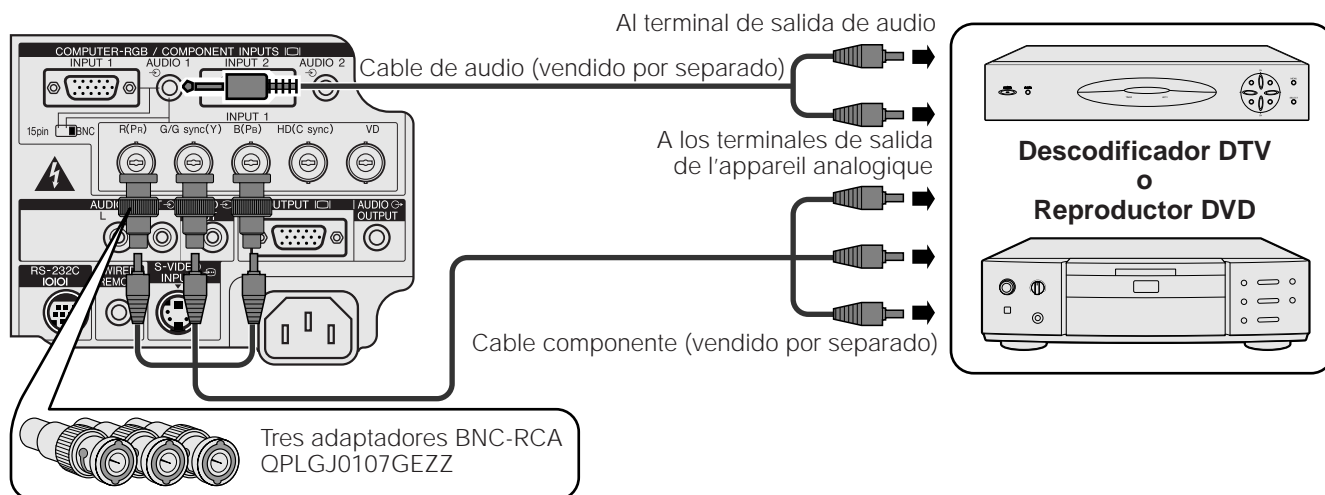 Al terminal de salida de audio
COMPUTER-RGB / COMPONENT INPUTS
INPUT 1 AUDIO 1 INPUT 2 AUDIO 2
Cable de audio (vendido por separado)
15pin BNC
INPUT 1
R(PR) G/G sync(Y) B(PB) HD(C sync) VD
A los terminales de salida
de l'appareil analogique
Descodificador DTV
o
Reproductor DVD
L
AUDIO
OUTPUT
RS-232C
IOIOI
S-VIDEO
Cable componente (vendido por separado)
Tres adaptadores BNC-RCA
QPLGJ0107GEZZ